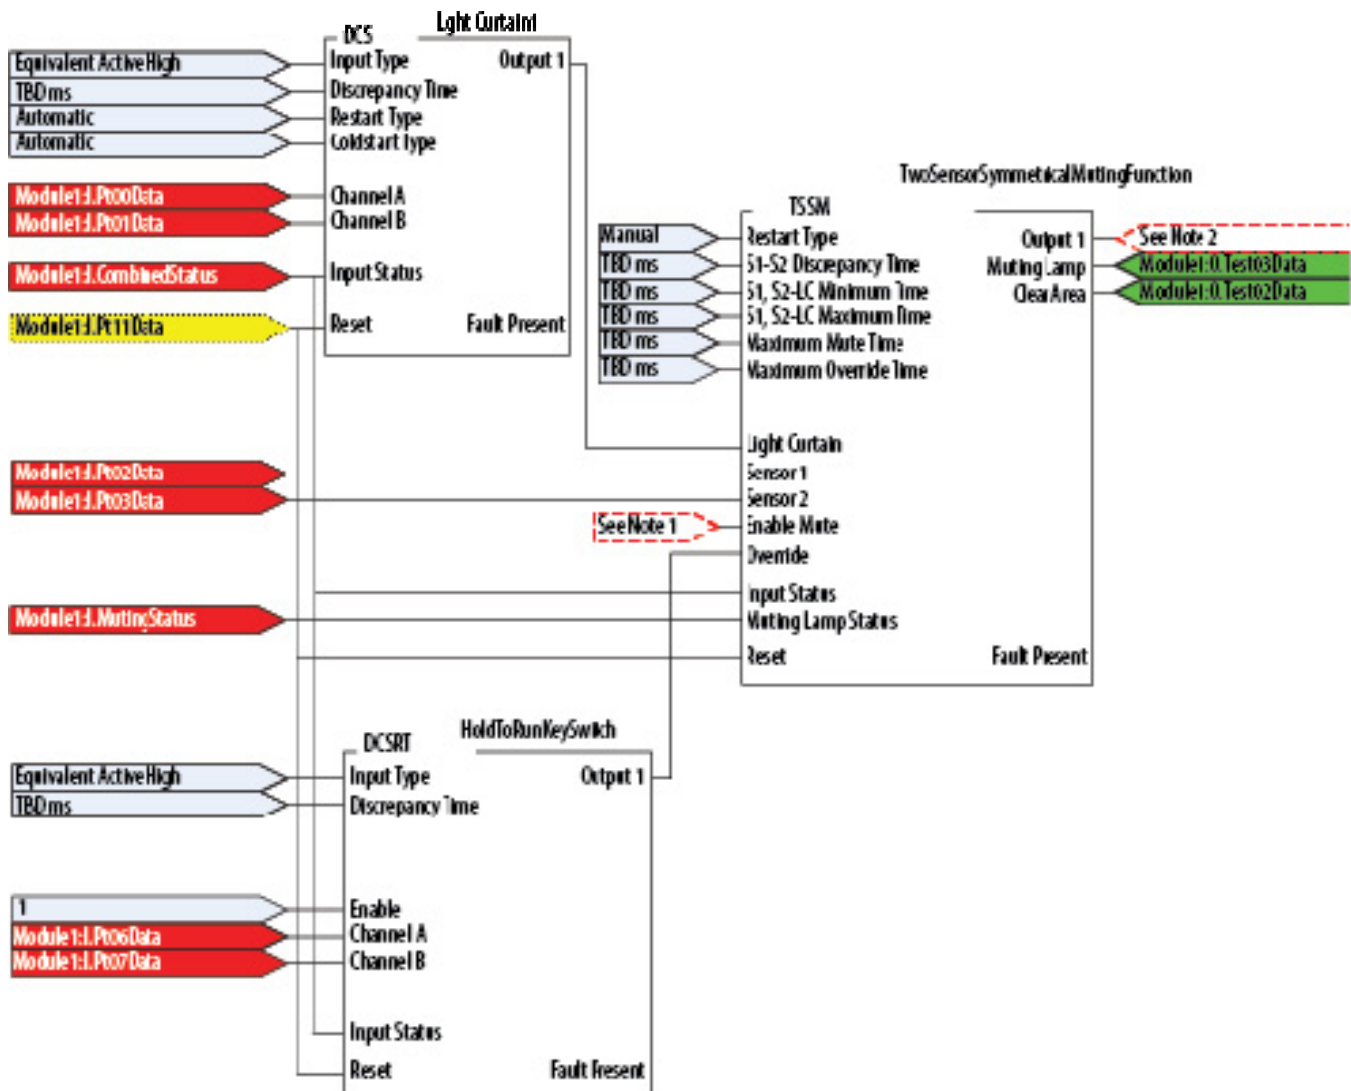 Lght Curtain1
DCS
Equivalent Active High
Input Type
Output 1
TBD ms
Discrepancy Time
Automatic
Restart Type
Automatic
Coldstart Type
Module1:I.Pt00Data
Channel A
Module1:I.Pt01Data
Channel B
Module1:I.CombinedStatus
Input Status
Module1:I.Pt11Data
Reset
Fault Present
TwoSensorSymmetricalMutingFunction
TSSM
Manual
Restart Type
Output 1
See Note 2
TBD ms
S1-S2 Discrepancy Time
Muting Lamp
Module1:O.Test03Data
TBD ms
S1, S2-LC Minimum Time
ClearArea
Module1:O.Test02Data
TBD ms
S1, S2-LC Maximum Time
TBD ms
Maximum Mute Time
TBD ms
Maximum Override Time
Light Curtain
Module1:I.Pt02Data
Sensor 1
Module1:I.Pt03Data
Sensor 2
See Note 1
Enable Mute
Override
Input Status
Module1:I.MutingStatus
Muting Lamp Status
Reset
Fault Present
HoldToRunKeySwitch
DCSRT
Equivalent Active High
Input Type
Output 1
TBD ms
Discrepancy Time
1
Enable
Module1:I.Pt06Data
Channel A
Module1:I.Pt07Data
Channel B
Input Status
Reset
Fault Present